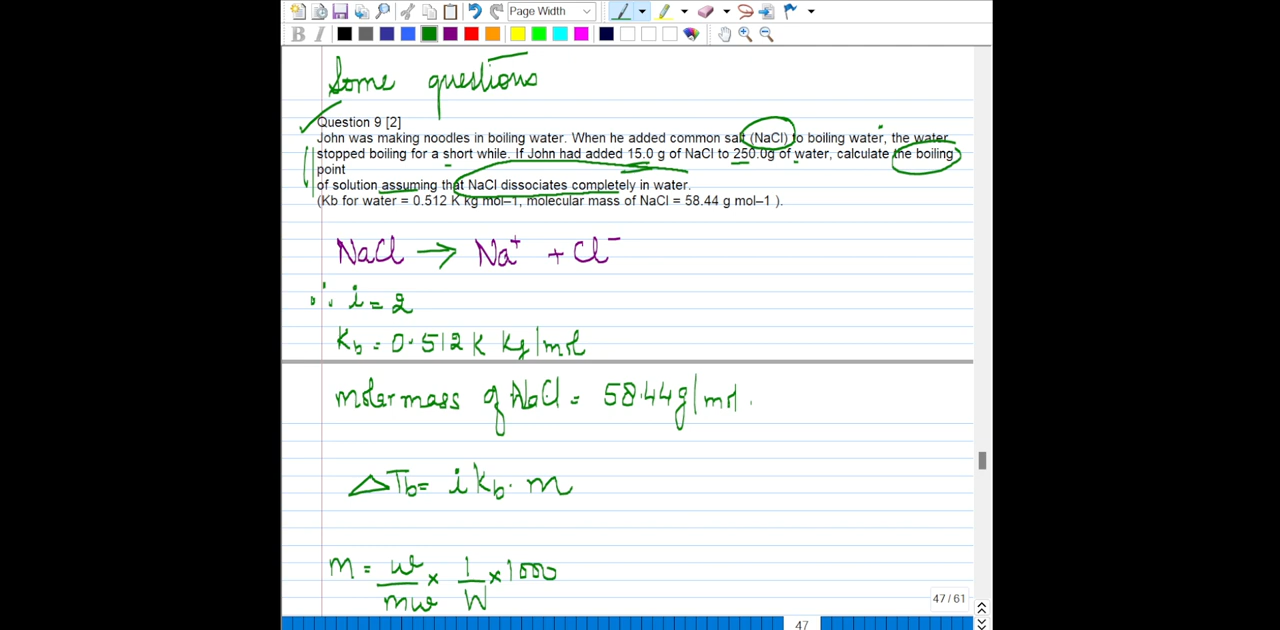 Page Width
B I
Some questions
Question 9 [2]
John was making noodles in boiling water. When he added common salt (NaCl) to boiling water, the water
stopped boiling for a short while. If John had added 15.0 g of NaCl to 250.0g of water, calculate the boiling
point
of solution assuming that NaCl dissociates completely in water.
(Kb for water = 0.512 K kg mol–1, molecular mass of NaCl = 58.44 g mol–1 ).
NaCl → Na⁺ + Cl⁻
∴ i = 2
Kb = 0.512 K Kg/mol
molar mass of NaCl = 58.44g/mol.
△Tb = i Kb. m
m = w/mw × 1/W × 1000
47 / 61
47